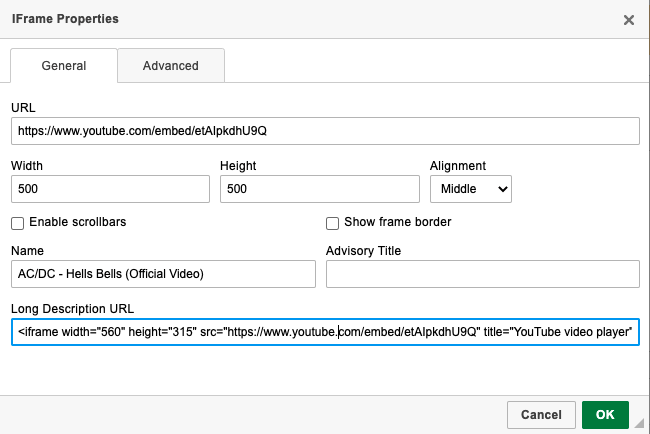 IFrame Properties
General Advanced
URL
https://www.youtube.com/embed/etAlpkdhU9Q
Width Height Alignment
500 500 Middle
Enable scrollbars Show frame border
Name Advisory Title
AC/DC - Hells Bells (Official Video)
Long Description URL
<iframe width="560" height="315" src="https://www.youtube.com/embed/etAlpkdhU9Q" title="YouTube video player"
Cancel OK